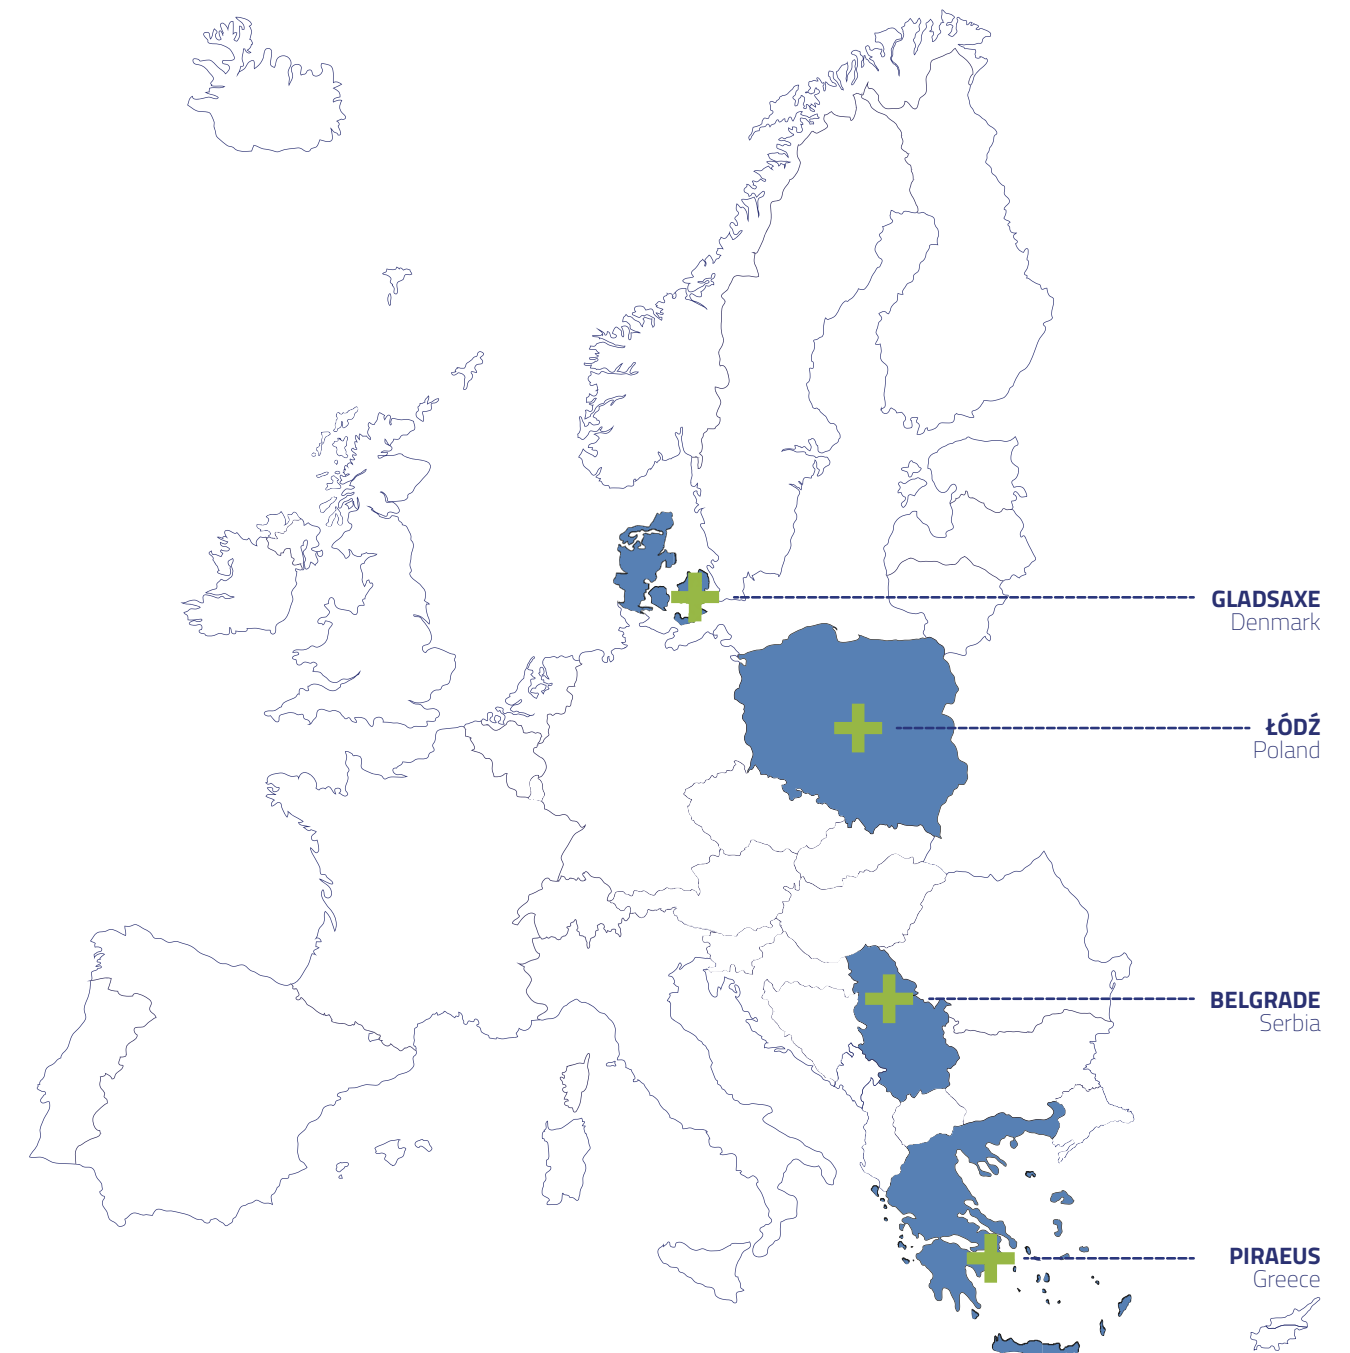 GLADSAXE
Denmark
ŁÓDŹ
Poland
BELGRADE
Serbia
PIRAEUS
Greece